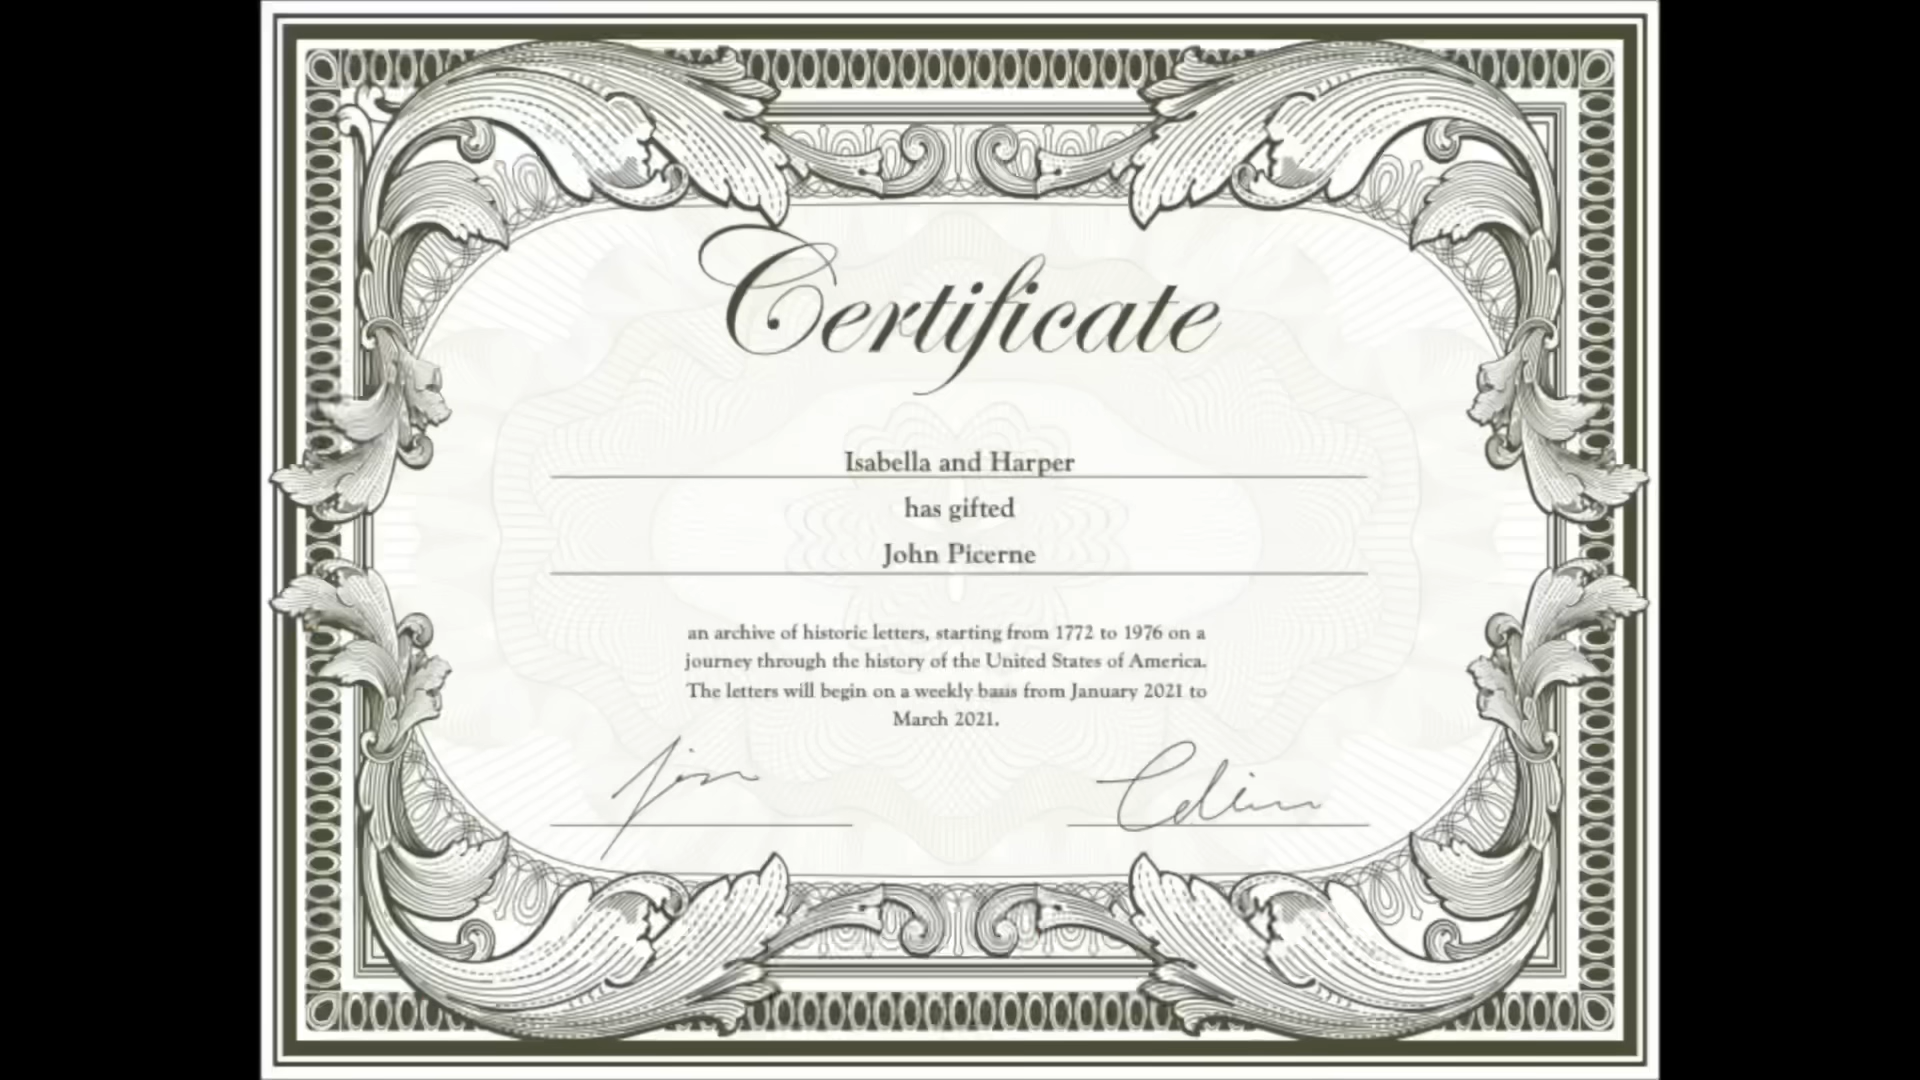 Certificate
Isabella and Harper
has gifted
John Picerne
an archive of historic letters, starting from 1772 to 1976 on a
journey through the history of the United States of America.
The letters will begin on a weekly basis from January 2021 to
March 2021.